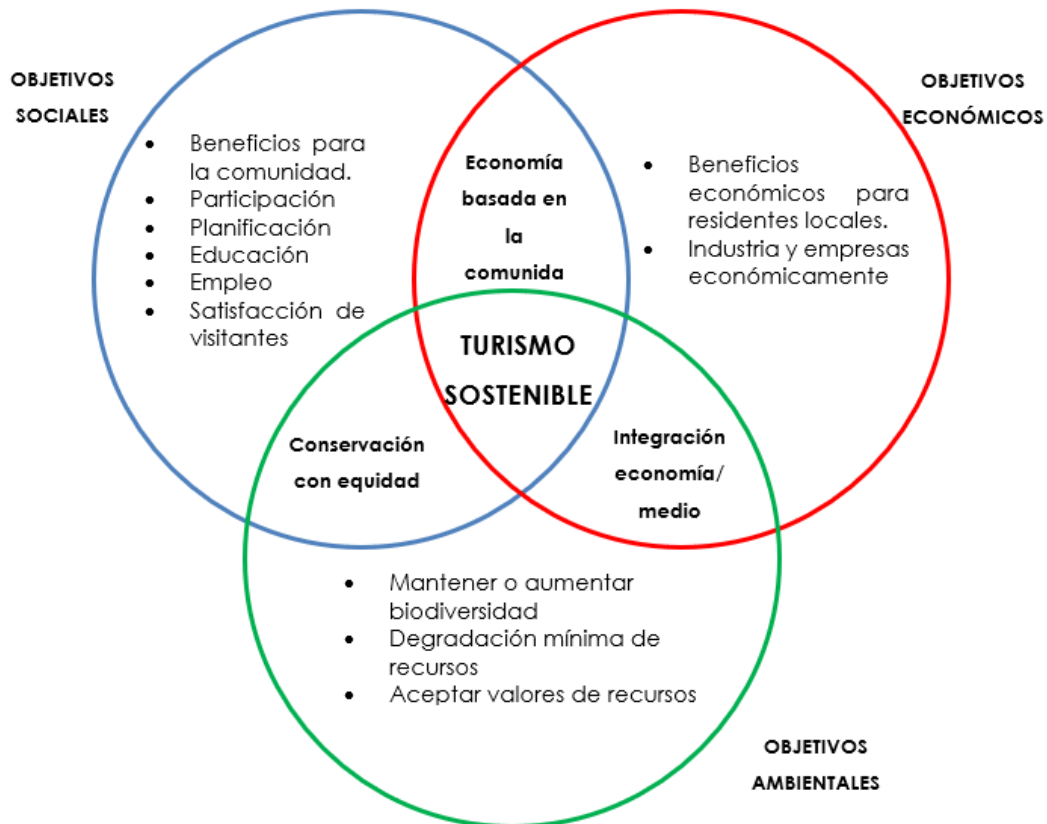 OBJETIVOS
SOCIALES
• Beneficios para
la comunidad.
• Participación
• Planificación
• Educación
• Empleo
• Satisfacción de
visitantes
Economía
basada en
la
comunida
OBJETIVOS
ECONÓMICOS
• Beneficios
económicos para
residentes locales.
• Industria y empresas
económicamente
TURISMO
SOSTENIBLE
Conservación
con equidad
Integración
economía/
medio
• Mantener o aumentar
biodiversidad
• Degradación mínima de
recursos
• Aceptar valores de recursos
OBJETIVOS
AMBIENTALES